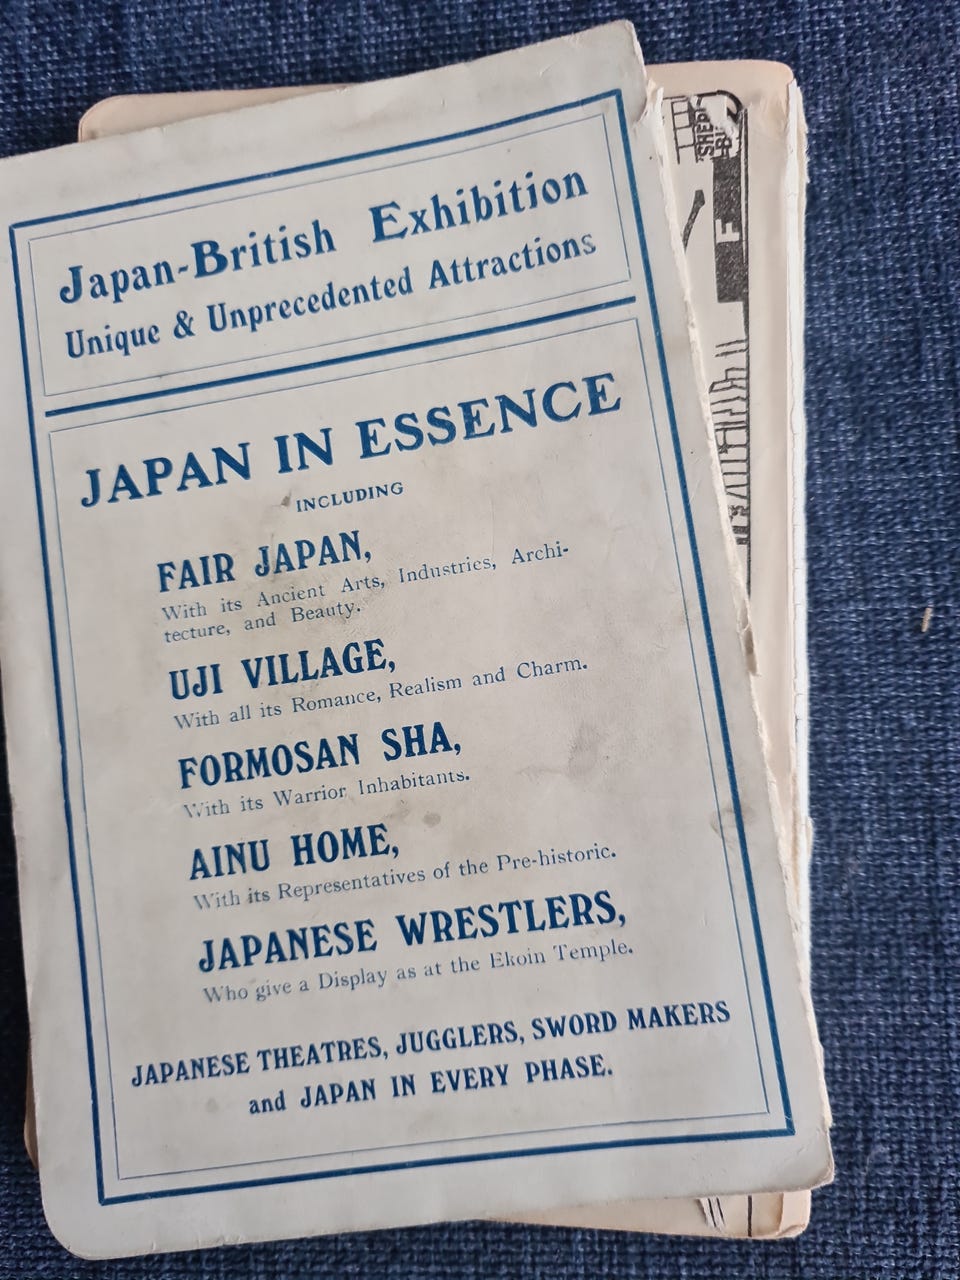 Japan-British Exhibition
Unique & Unprecedented Attractions
JAPAN IN ESSENCE
INCLUDING
FAIR JAPAN,
With its Ancient Arts, Industries, Archi-
tecture, and Beauty.
UJI VILLAGE,
With all its Romance, Realism and Charm.
FORMOSAN SHA,
With its Warrior Inhabitants.
AINU HOME,
With its Representatives of the Pre-historic.
JAPANESE WRESTLERS,
Who give a Display as at the Ekoin Temple.
JAPANESE THEATRES, JUGGLERS, SWORD MAKERS
and JAPAN IN EVERY PHASE.